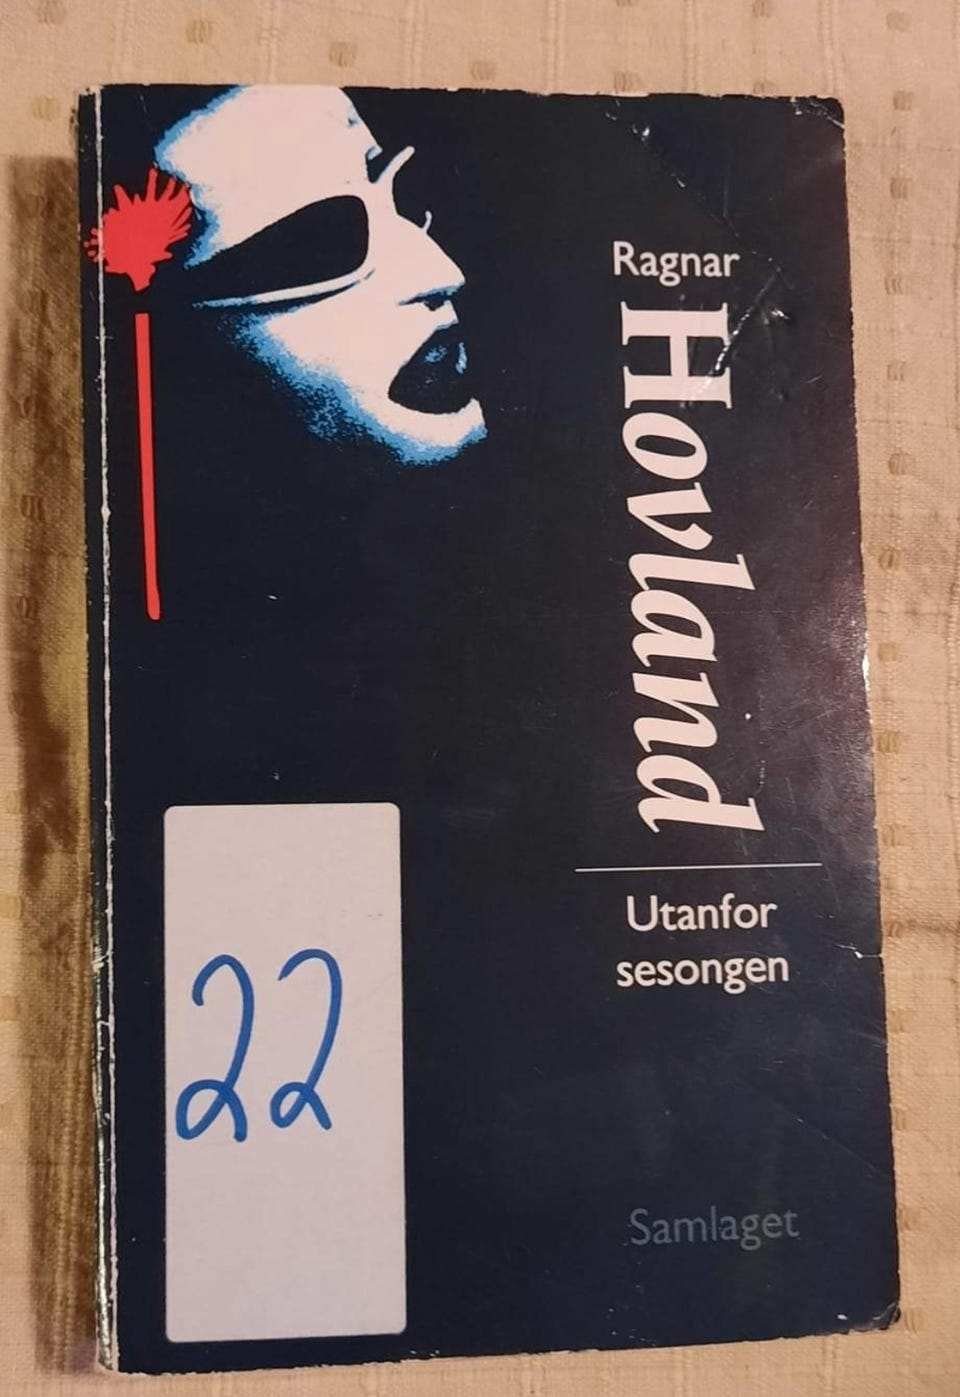 Ragnar
Hovland
Utanfor
sesongen
22
Samlaget